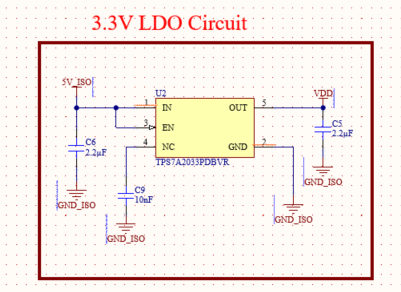 3.3V LDO Circuit
5V_ISO
U2
VDD
1 IN OUT 5
C5
2.2µF
3 EN
C6
2.2µF
4 NC GND 2
TPS7A2033PDBVR
GND_ISO
C9
10nF
GND_ISO
GND_ISO
GND_ISO